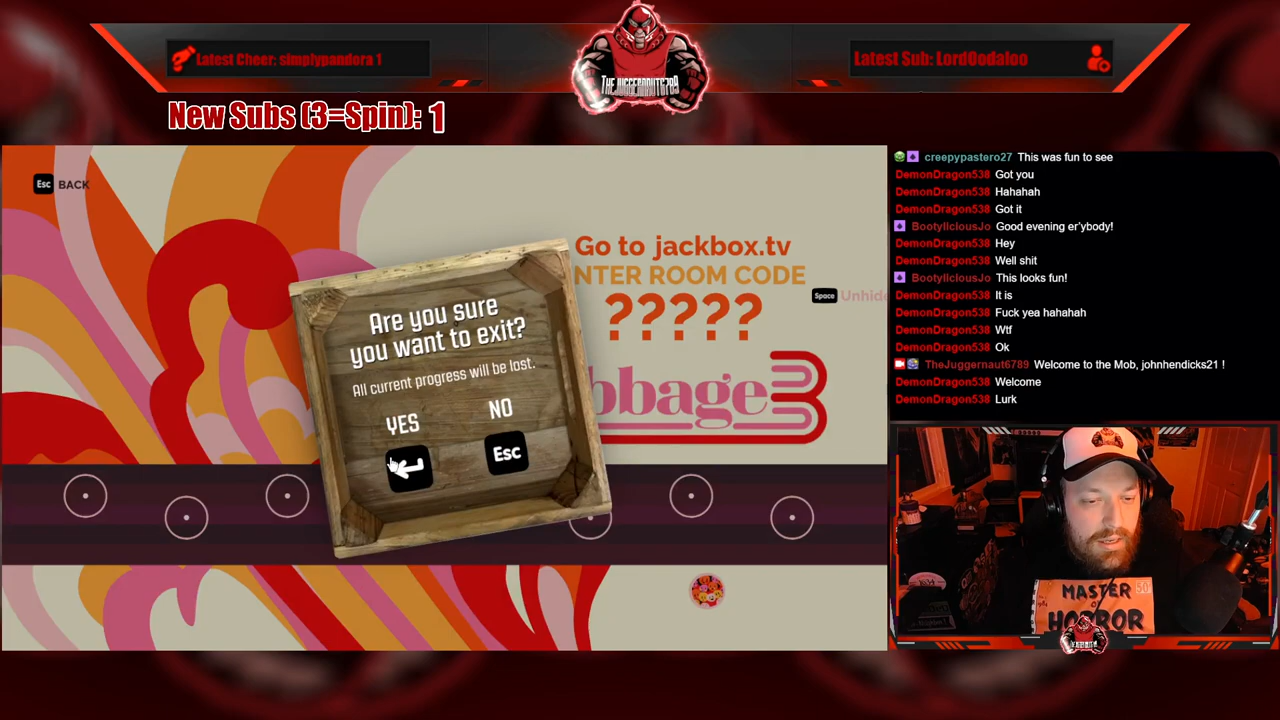 Latest Cheer: simplypandora 1
THEJUGGERNAUT6789
Latest Sub: LordOodaloo
New Subs (3=Spin): 1
Esc BACK
Go to jackbox.tv
NTER ROOM CODE
?????
Space Unhide
bbage 3
Are you sure
you want to exit?
All current progress will be lost.
YES NO
Esc
creepypastero27 This was fun to see
DemonDragon538 Got you
DemonDragon538 Hahahah
DemonDragon538 Got it
BootyliciousJo Good evening er'ybody!
DemonDragon538 Hey
DemonDragon538 Well shit
BootyliciousJo This looks fun!
DemonDragon538 It is
DemonDragon538 Fuck yea hahahah
DemonDragon538 Wtf
DemonDragon538 Ok
TheJuggernaut6789 Welcome to the Mob, johnhendicks21 !
DemonDragon538 Welcome
DemonDragon538 Lurk
MASTER
HORROR